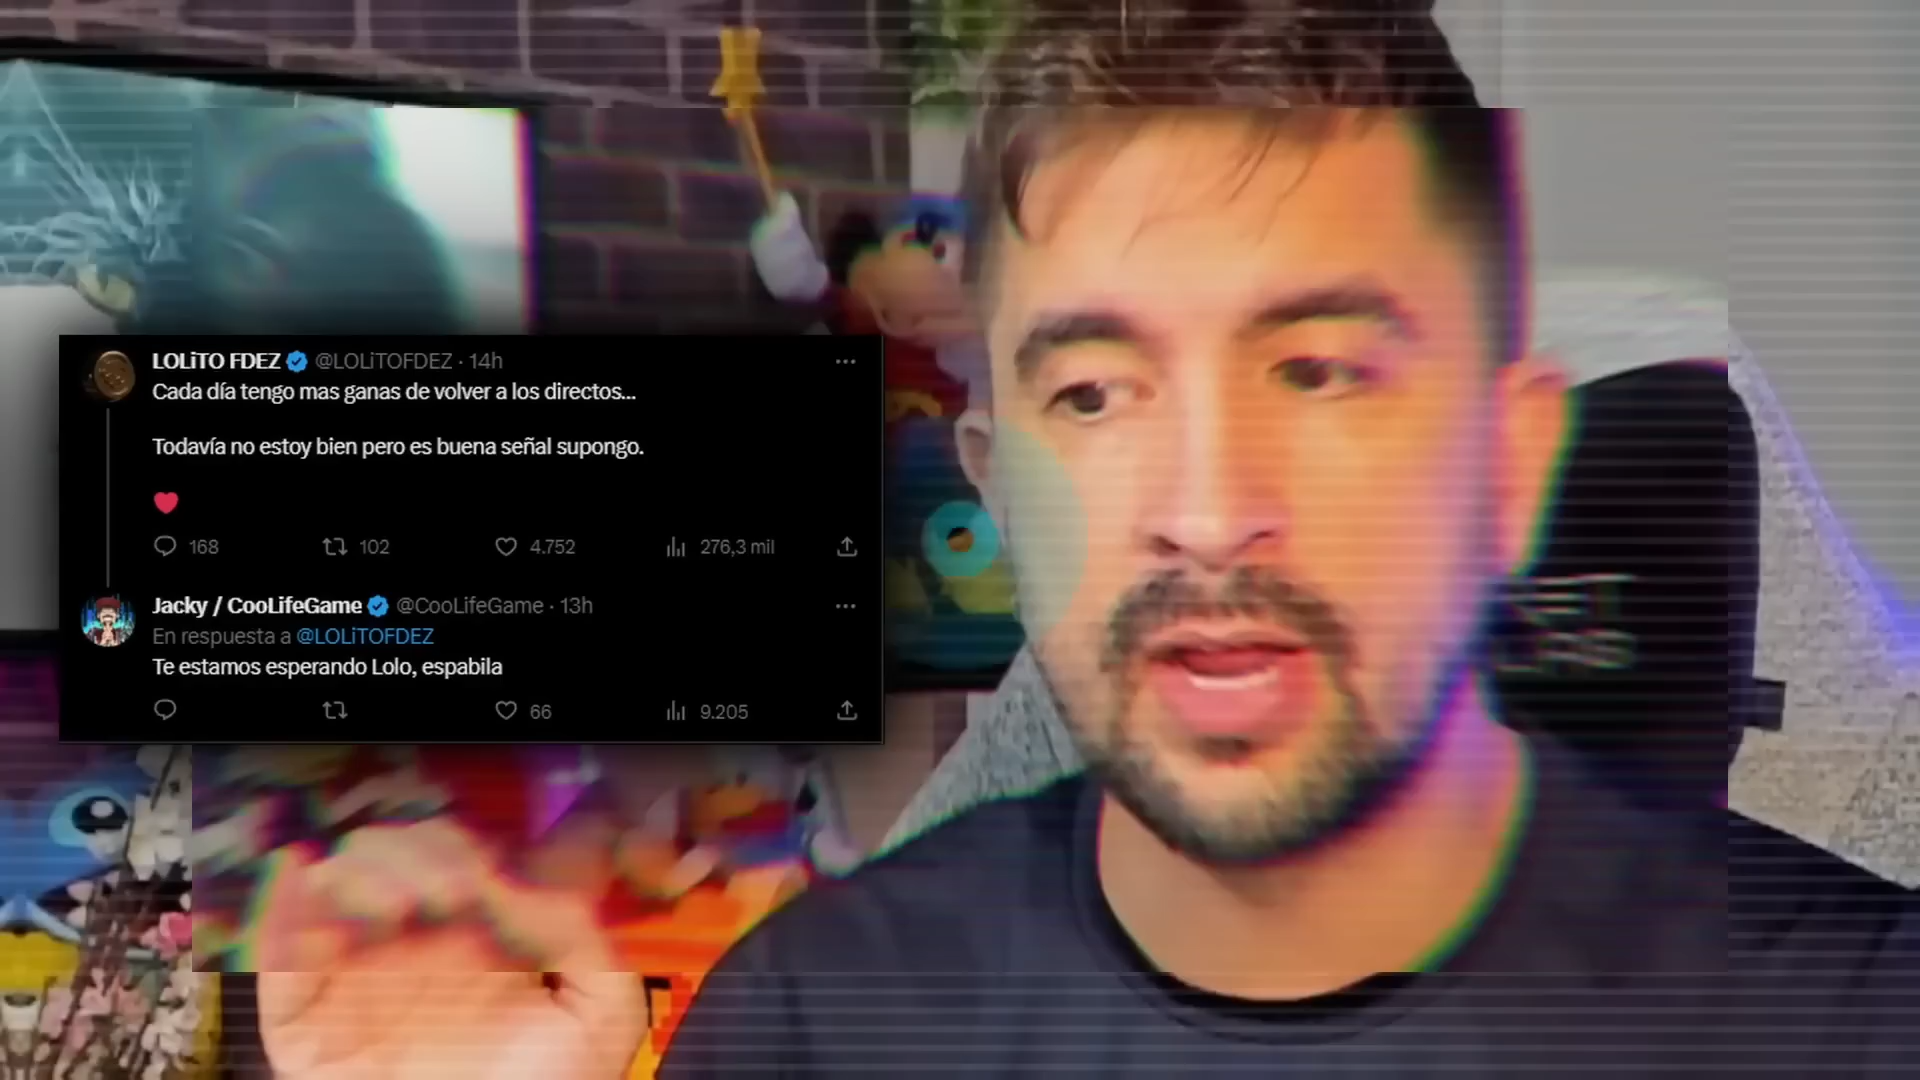 LOLiTO FDEZ @LOLiTOFDEZ · 14h
Cada día tengo mas ganas de volver a los directos...
Todavía no estoy bien pero es buena señal supongo.
168 102 4.752 276,3 mil
Jacky / CooLifeGame @CooLifeGame · 13h
En respuesta a @LOLiTOFDEZ
Te estamos esperando Lolo, espabila
66 9.205